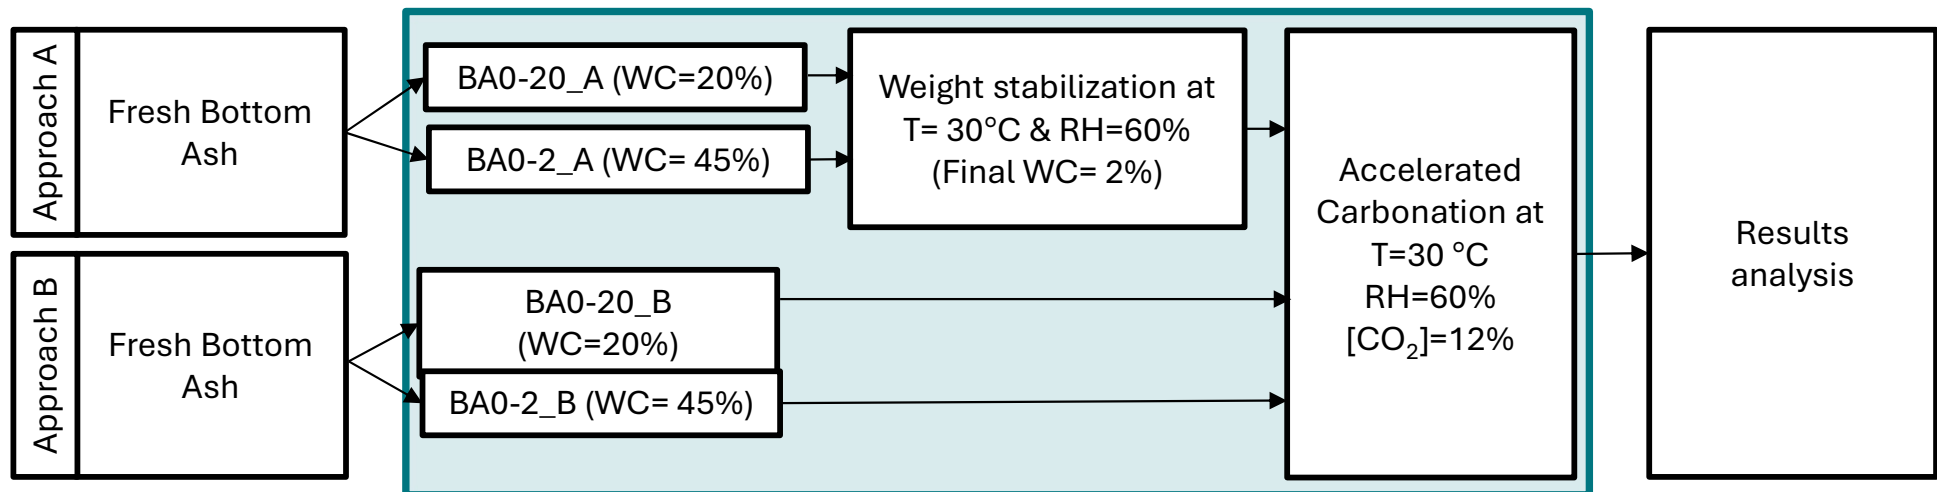 Approach A
Fresh Bottom
Ash
BA0-20_A (WC=20%)
BA0-2_A (WC= 45%)
Weight stabilization at
T= 30°C & RH=60%
(Final WC= 2%)
Approach B
Fresh Bottom
Ash
BA0-20_B
(WC=20%)
BA0-2_B (WC= 45%)
Accelerated
Carbonation at
T=30 °C
RH=60%
[CO₂]=12%
Results
analysis